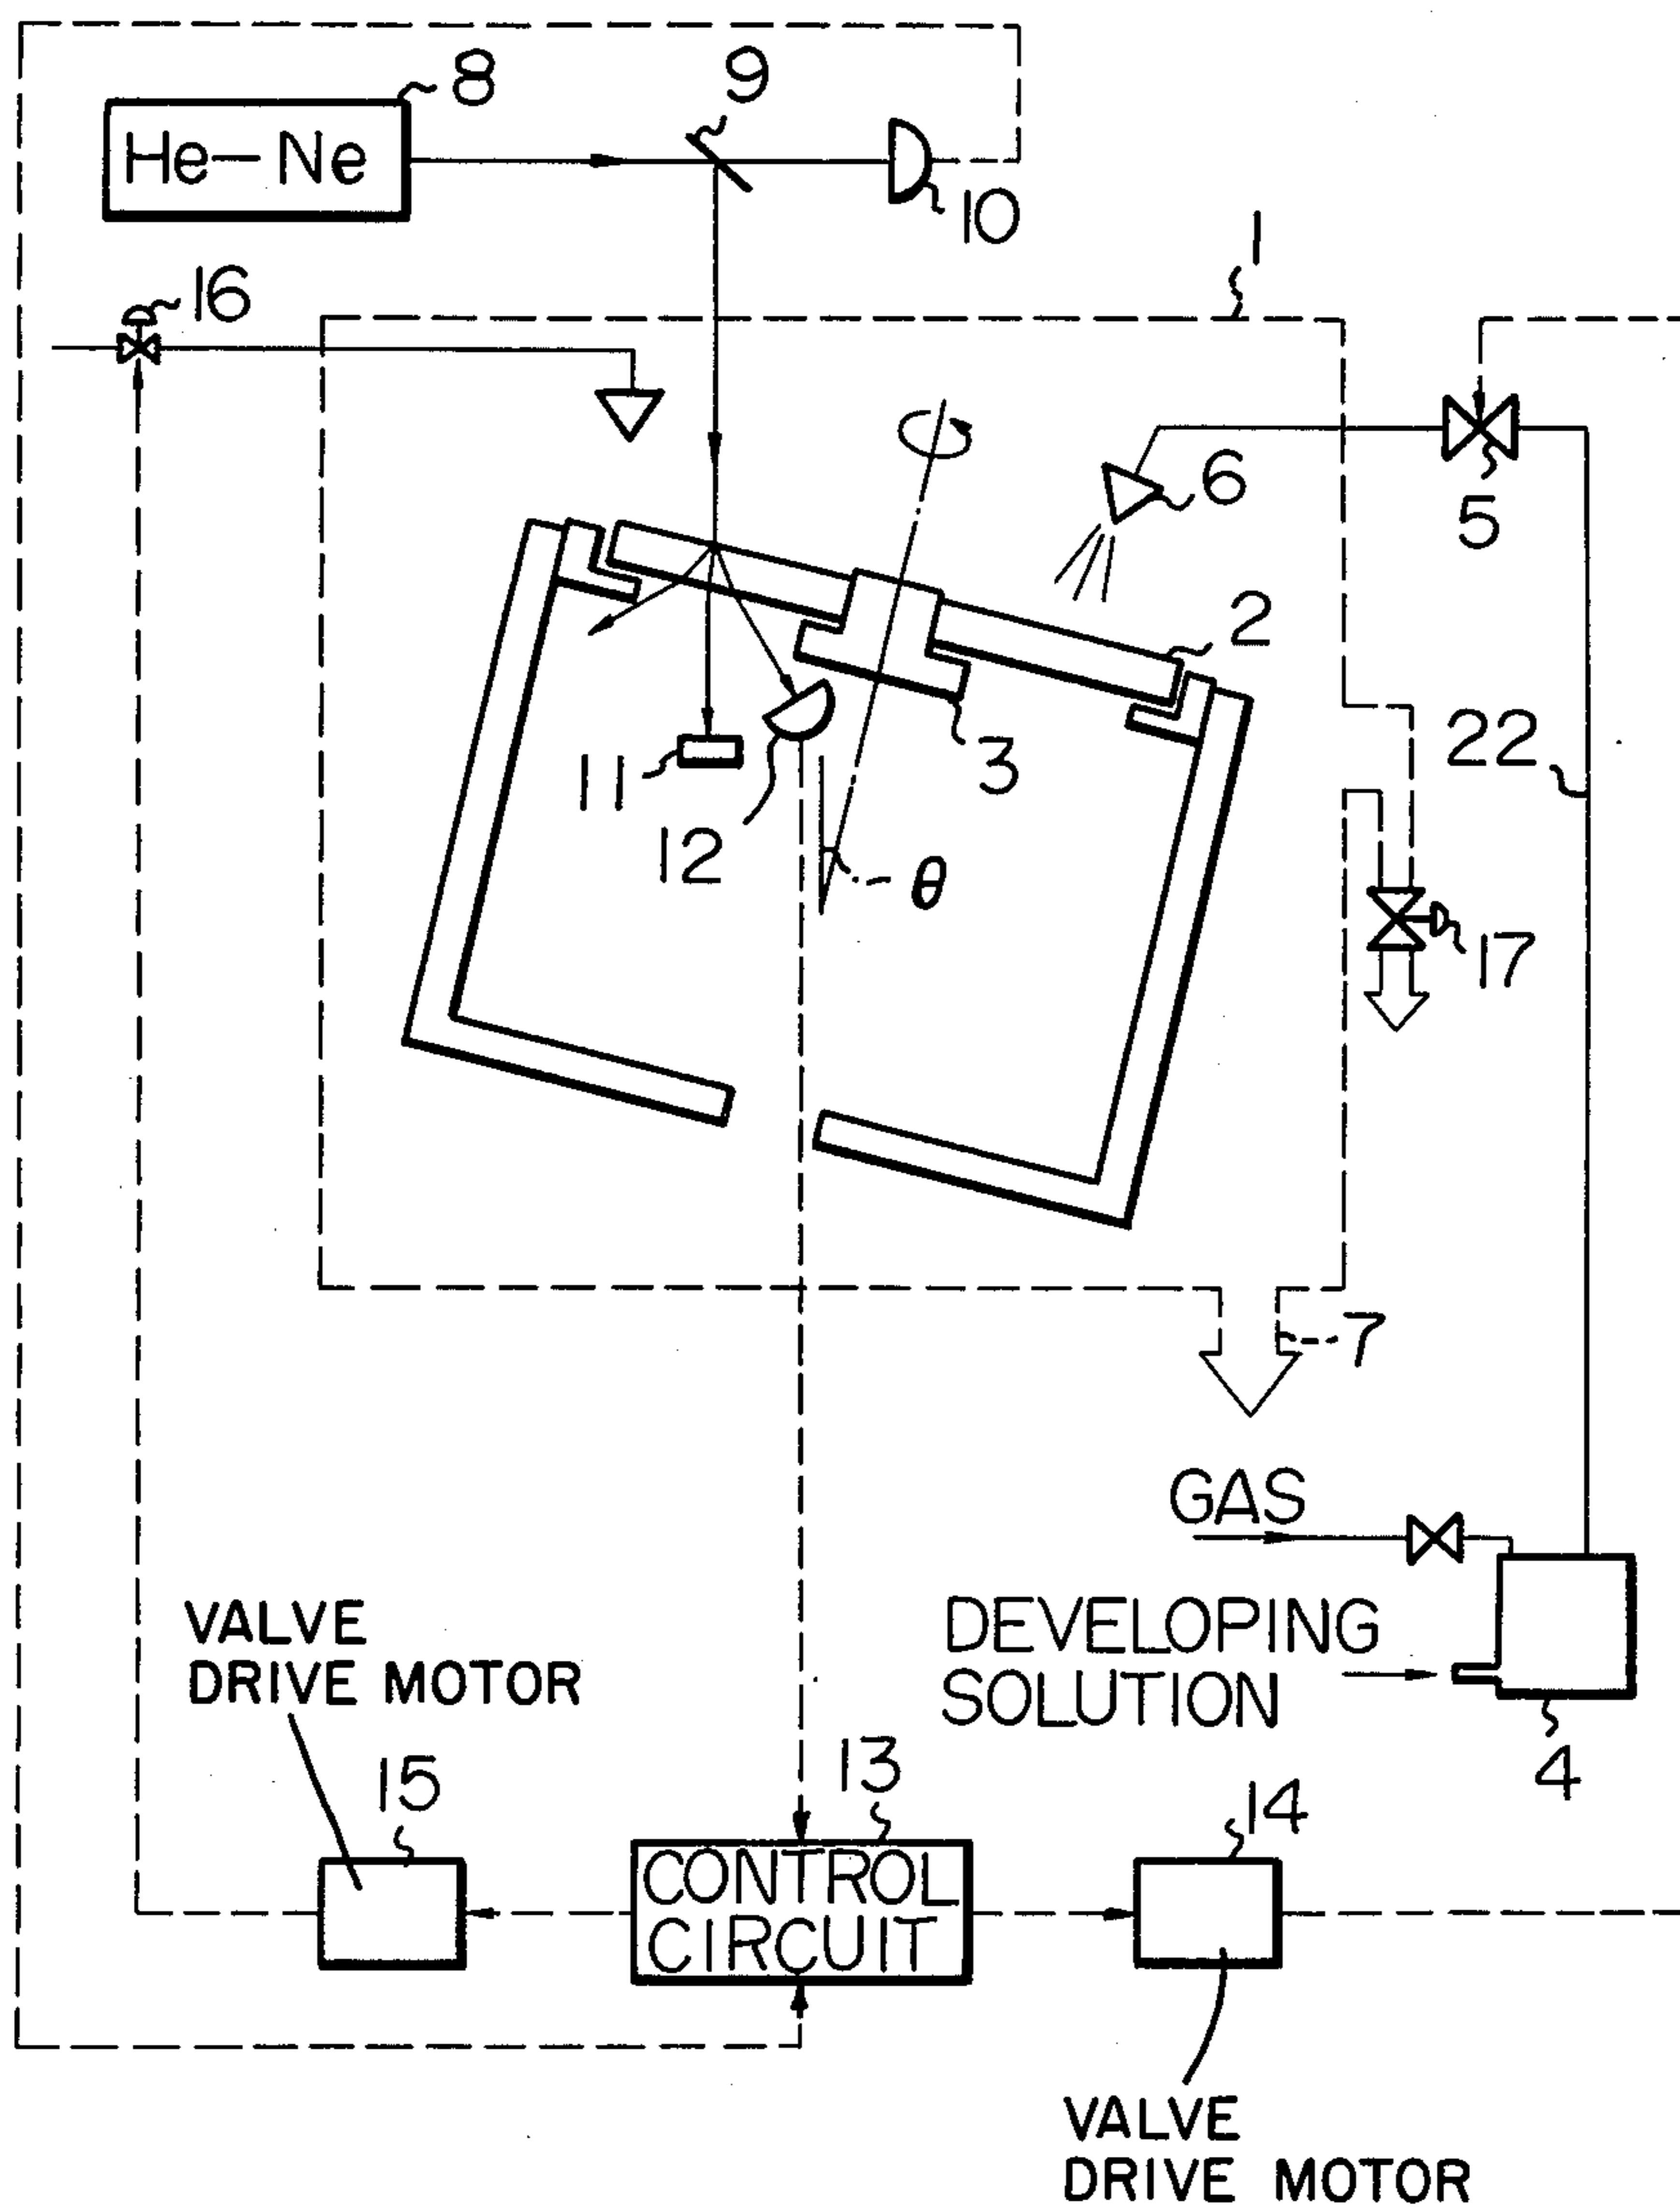 8
9
He-Ne
10
1
16
6
5
2
22
11
3
12
θ
17
7
GAS
VALVE
DRIVE MOTOR
DEVELOPING
SOLUTION
15
13
14
4
CONTROL
CIRCUIT
VALVE
DRIVE MOTOR